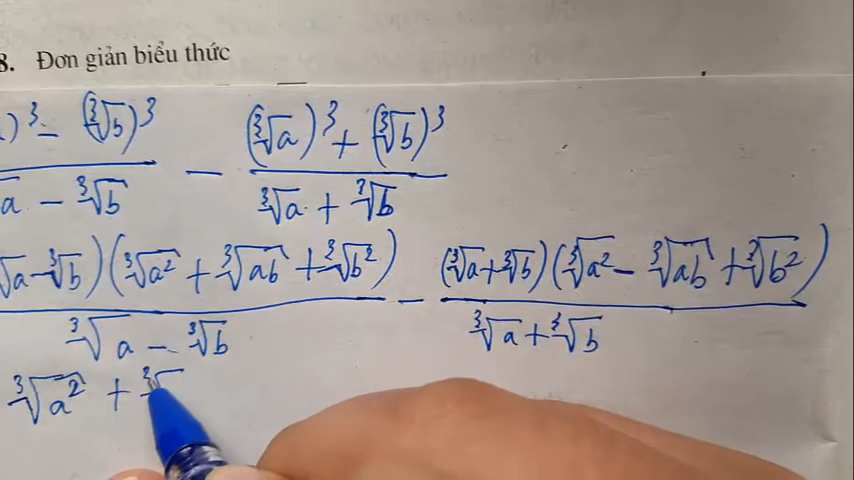 8. Đơn giản biểu thức
)³ - (∛b)³ / a - ∛b - (∛a)³ + (∛b)³ / ∛a + ∛b
√a - ∛b)(∛a² + ∛ab + ∛b²) / ∛a - ∛b - (∛a + ∛b)(∛a² - ∛ab + ∛b²) / ∛a + ∛b
∛a² + ∛